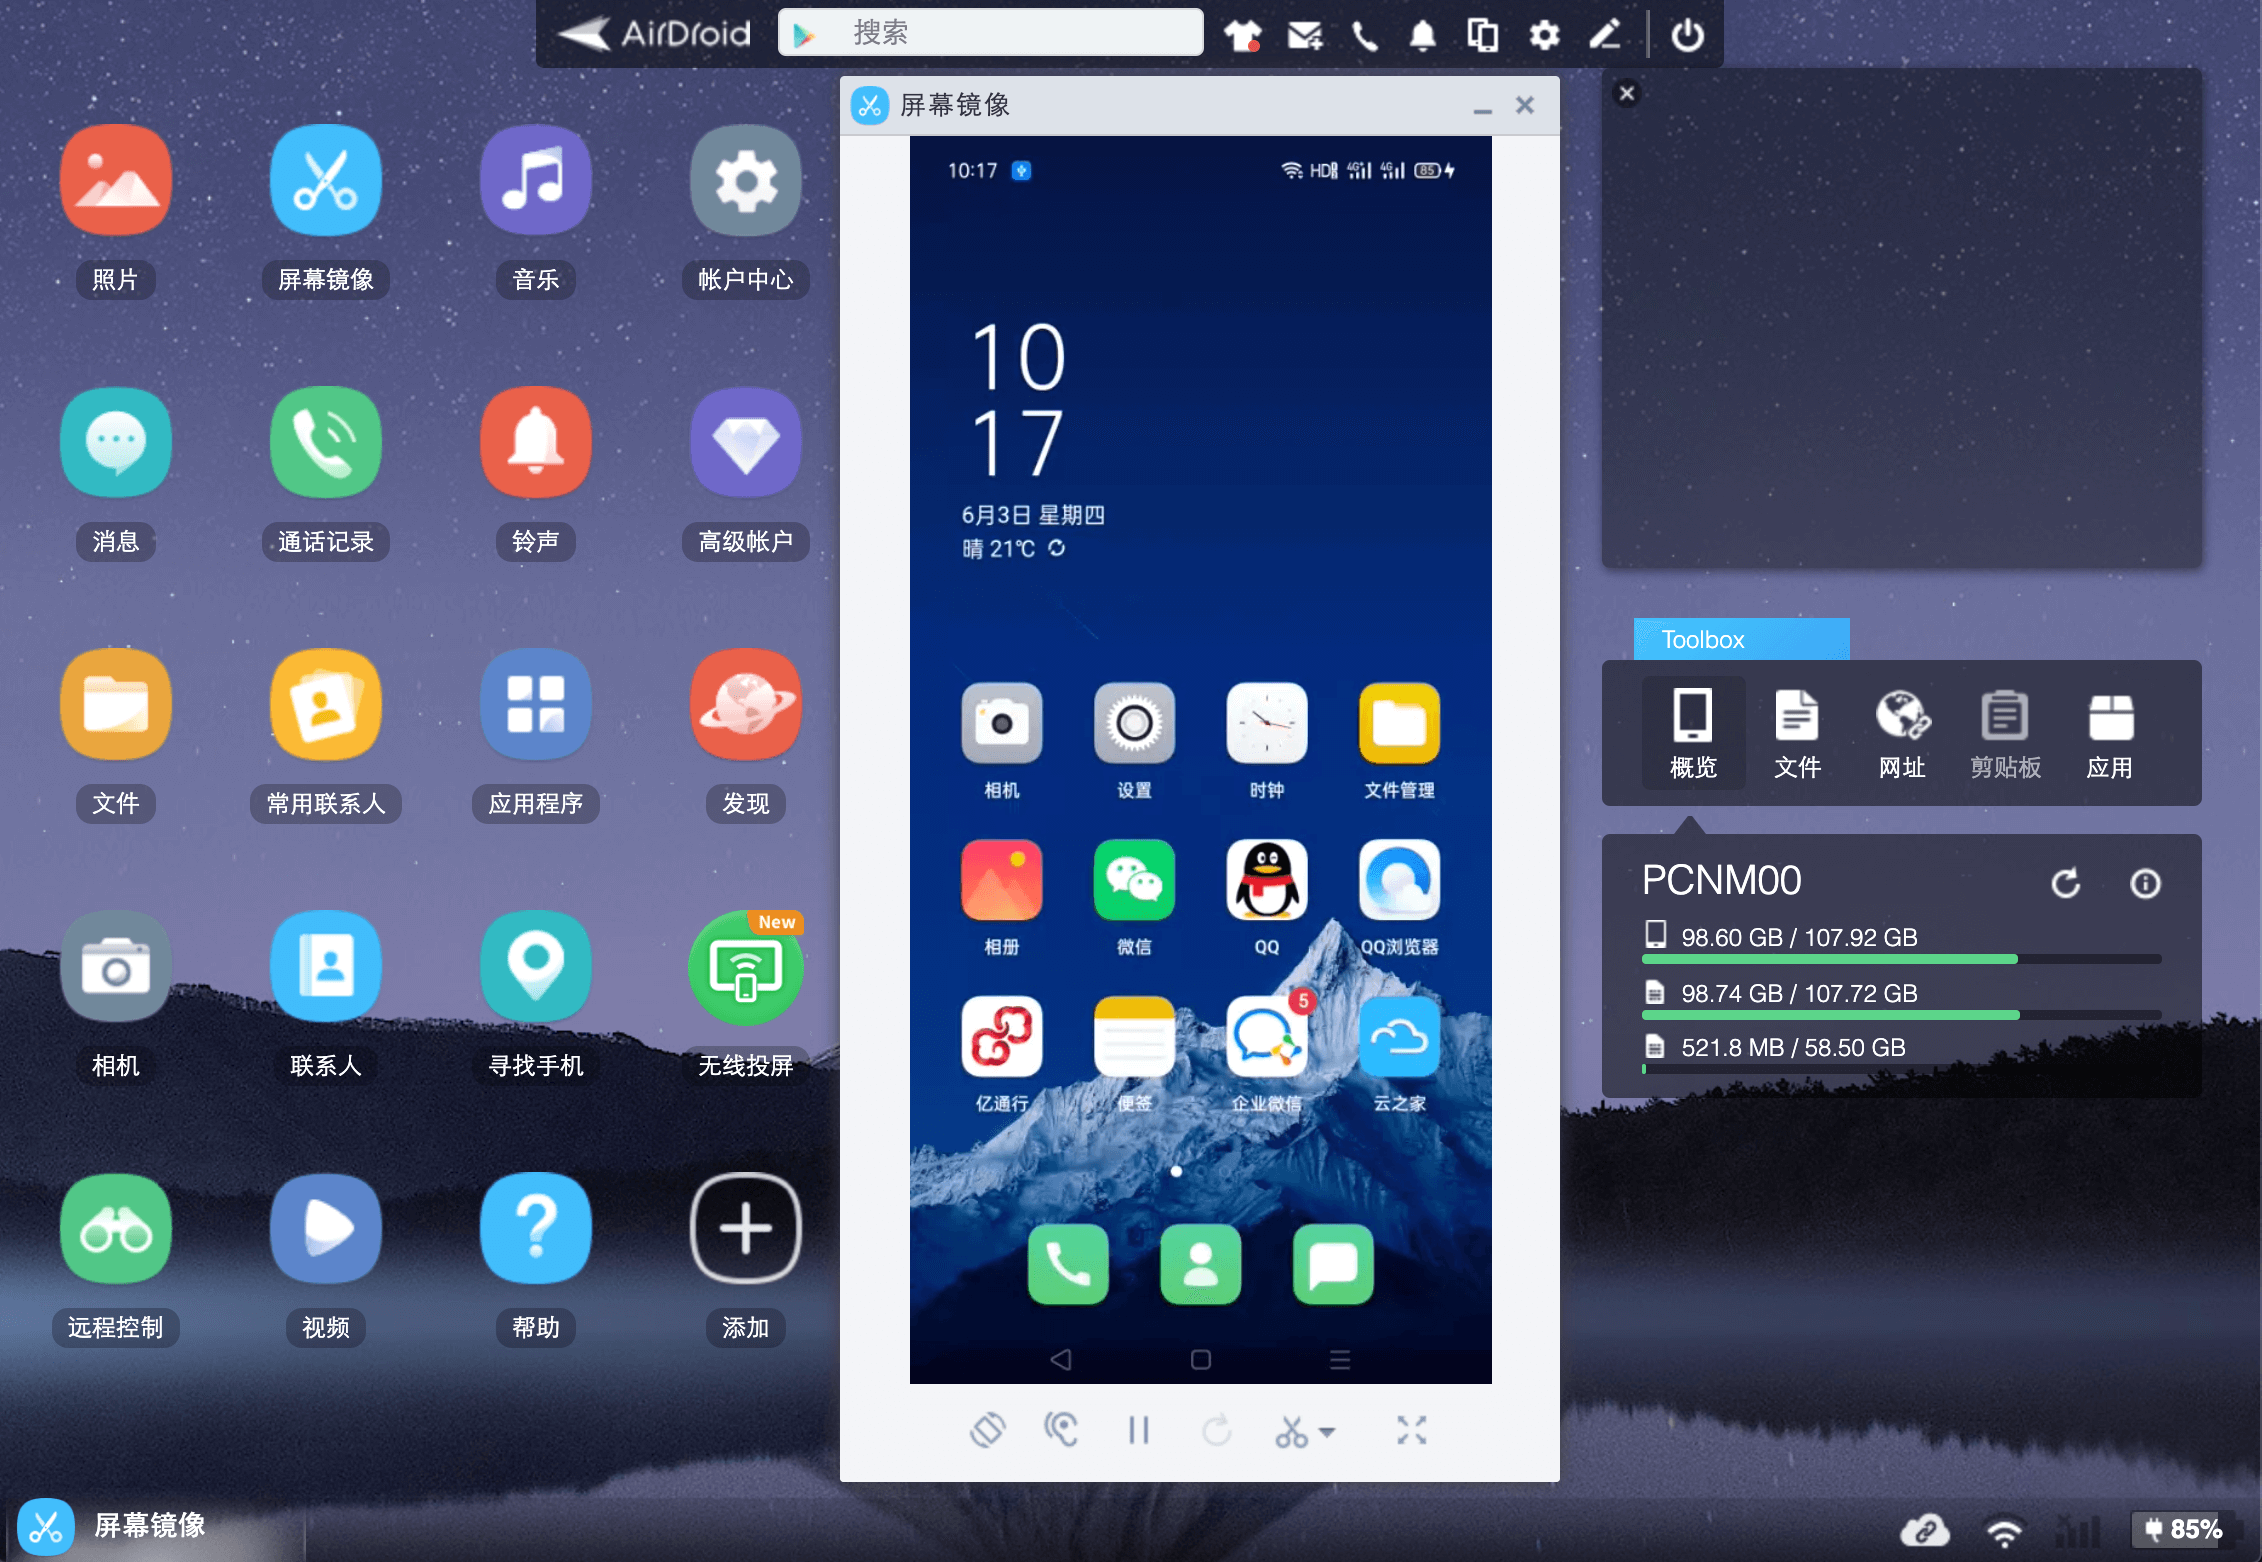 AirDroid
搜索
照片
屏幕镜像
音乐
帐户中心
消息
通话记录
铃声
高级帐户
文件
常用联系人
应用程序
发现
New
相机
联系人
寻找手机
无线投屏
远程控制
视频
帮助
添加
屏幕镜像
10:17
HD
4G
4G
85
10
17
6月3日 星期四
晴 21℃
相机
设置
时钟
文件管理
相册
微信
QQ
QQ浏览器
5
亿通行
便签
企业微信
云之家
Toolbox
概览
文件
网址
剪贴板
应用
PCNM00
98.60 GB / 107.92 GB
98.74 GB / 107.72 GB
521.8 MB / 58.50 GB
屏幕镜像
85%